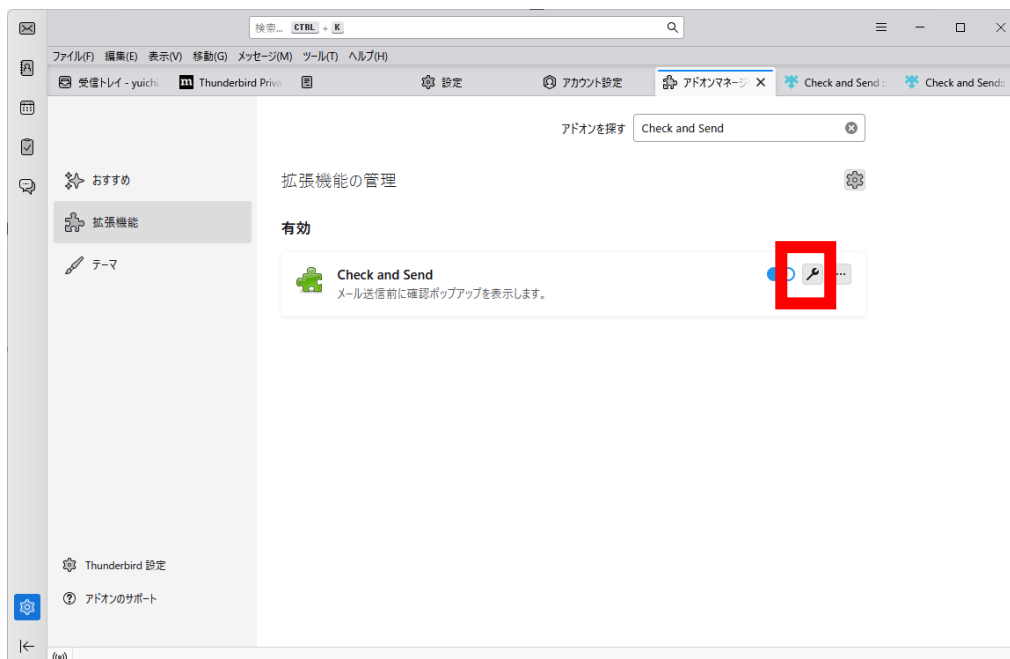 検索... CTRL + K
ファイル(F) 編集(E) 表示(V) 移動(G) メッセージ(M) ツール(T) ヘルプ(H)
受信トレイ - yuichi
Thunderbird Priva
設定
アカウント設定
アドオンマネージ
Check and Send ::
Check and Send::
アドオンを探す Check and Send
おすすめ
拡張機能
テーマ
拡張機能の管理
有効
Check and Send
メール送信前に確認ポップアップを表示します。
Thunderbird 設定
アドオンのサポート